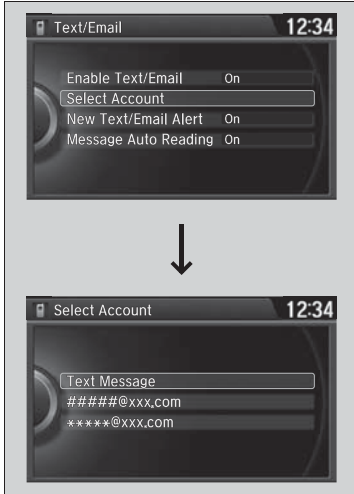 Text/Email 12:34
Enable Text/Email On
Select Account
New Text/Email Alert On
Message Auto Reading On
Select Account 12:34
Text Message
#####@xxx.com
*****@xxx.com